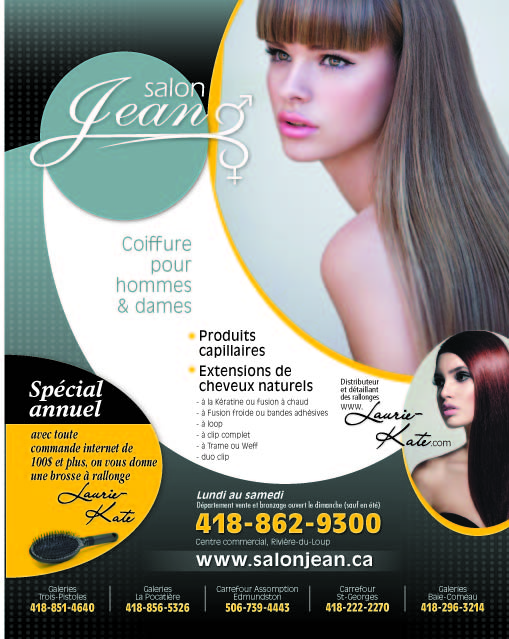 salon
Jean
Coiffure
pour
hommes
& dames
Produits
capillaires
Extensions de
cheveux naturels
- à la Kératine ou fusion à chaud
- à Fusion froide ou bandes adhésives
- à loop
- à clip complet
- à Trame ou Weff
- duo clip
Distributeur
et détaillant
des rallonges
www.
Laurie-
Kate.com
Spécial
annuel
avec toute
commande internet de
100$ et plus, on vous donne
une brosse à rallonge
Laurie-
Kate
Lundi au samedi
Département vente et bronzage ouvert le dimanche (sauf en été)
418-862-9300
Centre commercial, Rivière-du-Loup
www.salonjean.ca
Galeries
Trois-Pistoles
418-851-4640
Galeries
La Pocatière
418-856-5326
Carrefour Assomption
Edmundston
506-739-4443
Carrefour
St-Georges
418-222-2270
Galeries
Baie-Comeau
418-296-3214